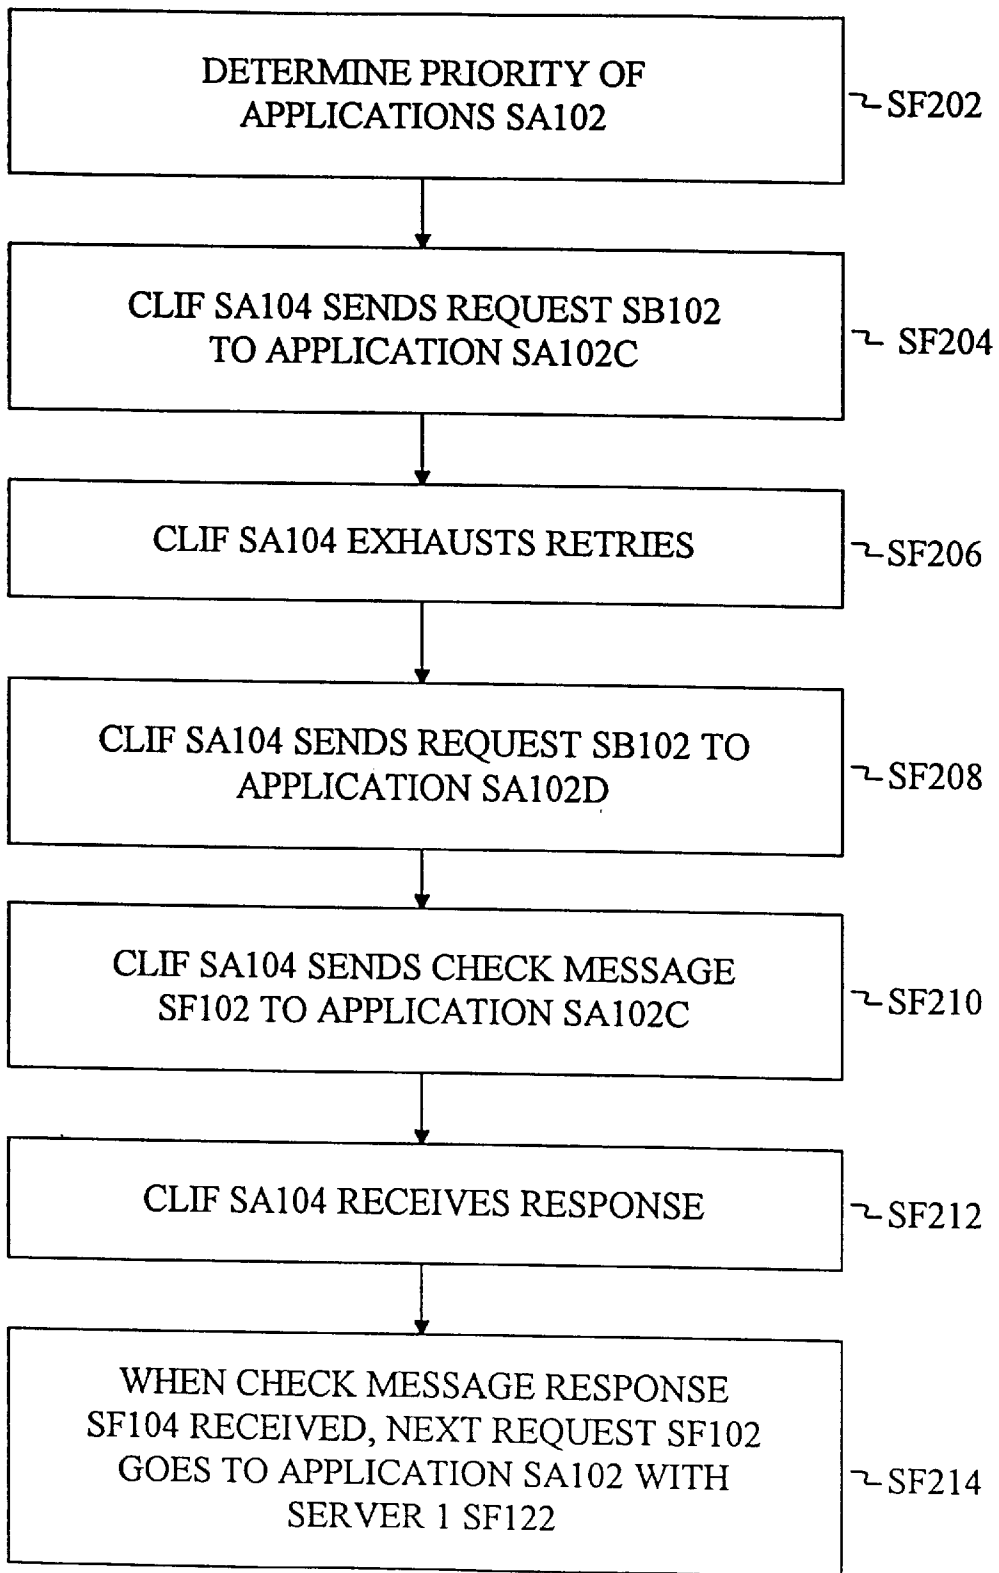 DETERMINE PRIORITY OF
APPLICATIONS SA102
SF202
CLIF SA104 SENDS REQUEST SB102
TO APPLICATION SA102C
SF204
CLIF SA104 EXHAUSTS RETRIES
SF206
CLIF SA104 SENDS REQUEST SB102 TO
APPLICATION SA102D
SF208
CLIF SA104 SENDS CHECK MESSAGE
SF102 TO APPLICATION SA102C
SF210
CLIF SA104 RECEIVES RESPONSE
SF212
WHEN CHECK MESSAGE RESPONSE
SF104 RECEIVED, NEXT REQUEST SF102
GOES TO APPLICATION SA102 WITH
SERVER 1 SF122
SF214